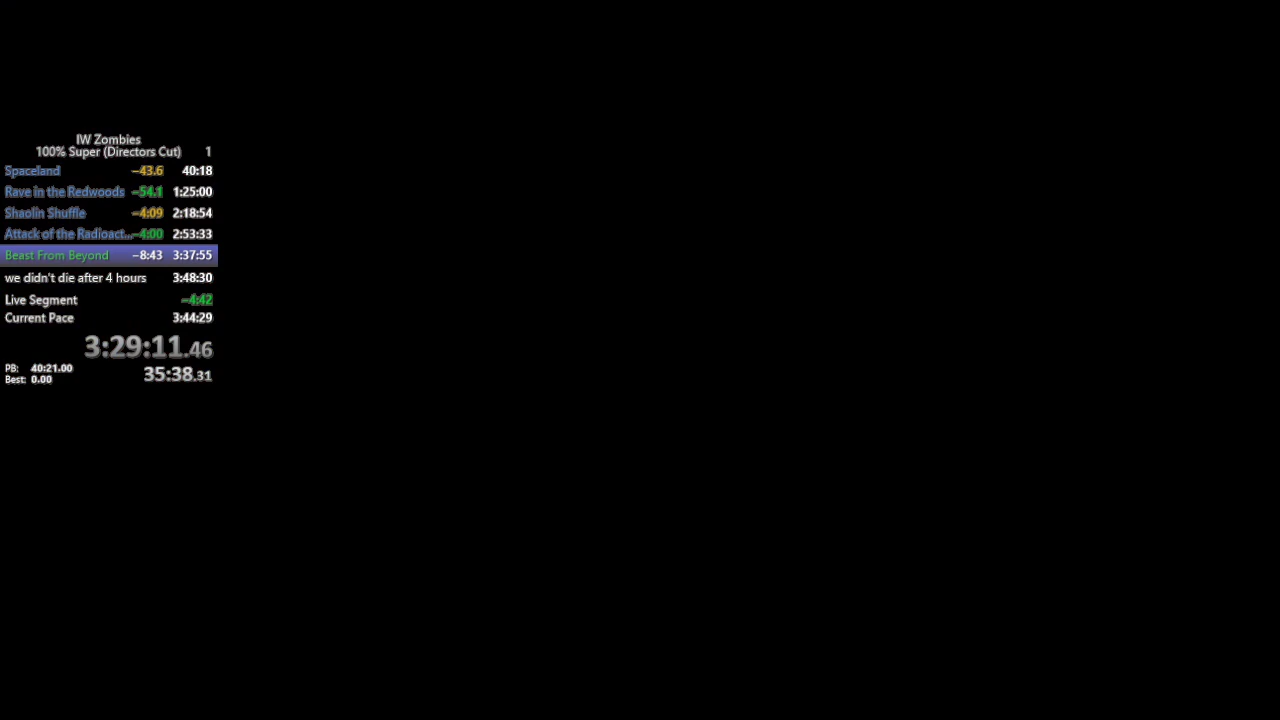 IW Zombies
100% Super (Directors Cut) 1
Spaceland −43.6 40:18
Rave in the Redwoods −54.1 1:25:00
Shaolin Shuffle −4:09 2:18:54
Attack of the Radioact... −4:00 2:53:33
Beast From Beyond −8:43 3:37:55
we didn't die after 4 hours 3:48:30
Live Segment −4:42
Current Pace 3:44:29
3:29:11.46
PB: 40:21.00 35:38.31
Best: 0.00